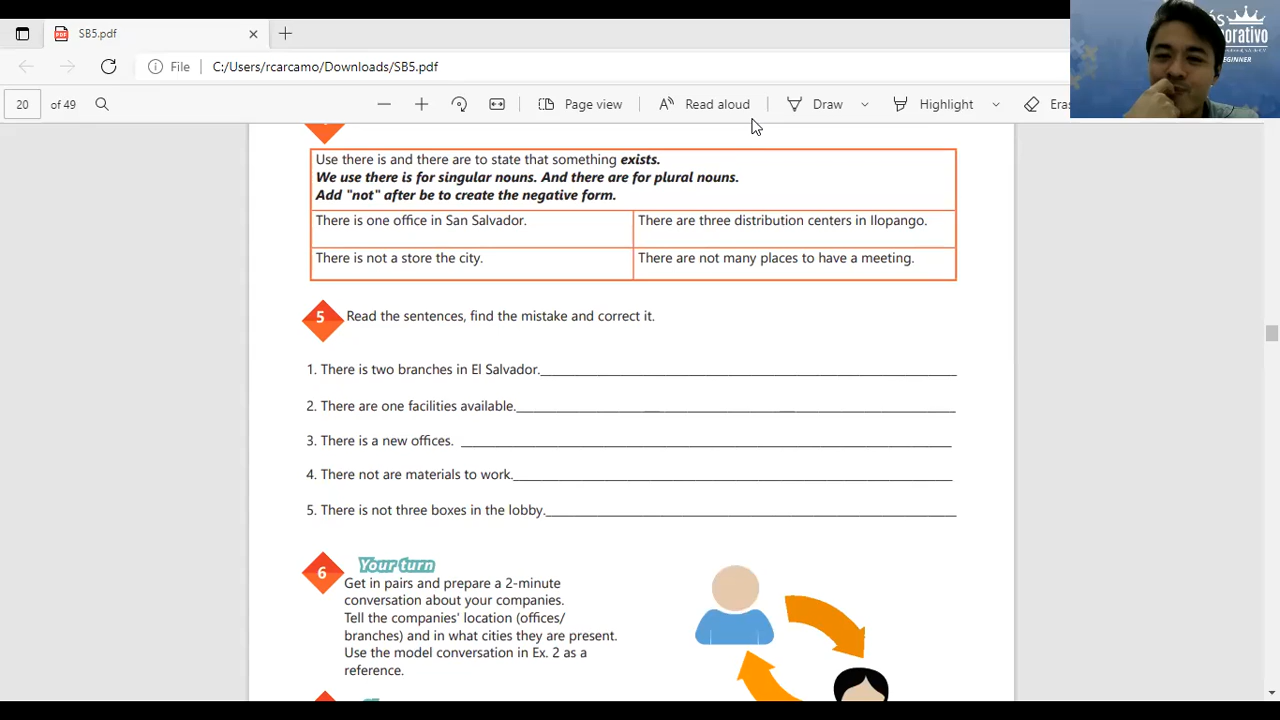 SB5.pdf
File
C:/Users/rcarcamo/Downloads/SB5.pdf
és
orativo
EGINNER
20 of 49
Page view
Read aloud
Draw
Highlight
Eras
Use there is and there are to state that something exists.
We use there is for singular nouns. And there are for plural nouns.
Add "not" after be to create the negative form.
There is one office in San Salvador.
There are three distribution centers in Ilopango.
There is not a store the city.
There are not many places to have a meeting.
5 Read the sentences, find the mistake and correct it.
1. There is two branches in El Salvador.
2. There are one facilities available.
3. There is a new offices.
4. There not are materials to work.
5. There is not three boxes in the lobby.
6 Your turn
Get in pairs and prepare a 2-minute
conversation about your companies.
Tell the companies' location (offices/
branches) and in what cities they are present.
Use the model conversation in Ex. 2 as a
reference.